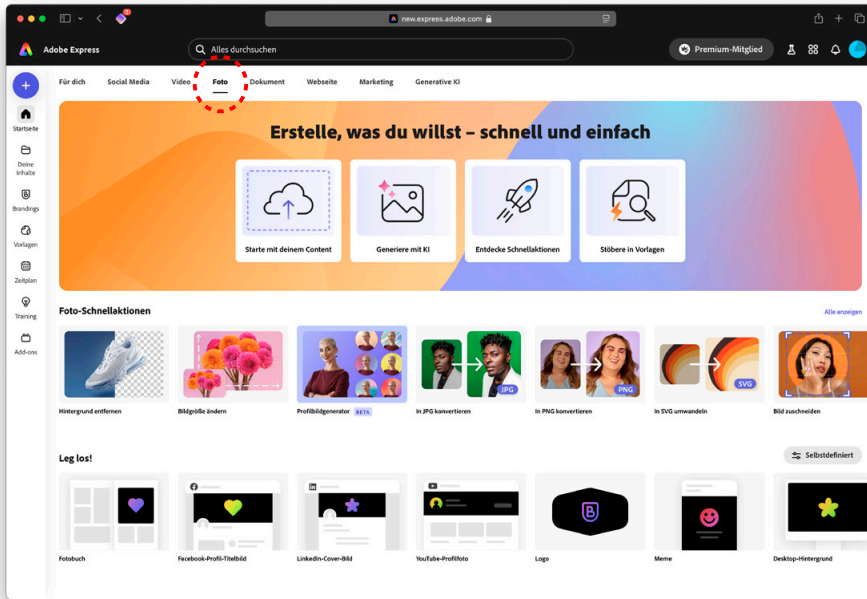 new.express.adobe.com
Adobe Express
Alles durchsuchen
Premium-Mitglied
Für dich
Social Media
Video
Foto
Dokument
Webseite
Marketing
Generative KI
Startseite
Deine
Inhalte
Brandings
Vorlagen
Zeitplan
Training
Add-ons
Erstelle, was du willst – schnell und einfach
Starte mit deinem Content
Generiere mit KI
Entdecke Schnellaktionen
Stöbere in Vorlagen
Foto-Schnellaktionen
Alle anzeigen
JPG
PNG
SVG
Hintergrund entfernen
Bildgröße ändern
Profilbildgenerator BETA
In JPG konvertieren
In PNG konvertieren
In SVG umwandeln
Bild zuschneiden
Leg los!
Selbstdefiniert
Fotobuch
Facebook-Profil-Titelbild
LinkedIn-Cover-Bild
YouTube-Profilfoto
Logo
Meme
Desktop-Hintergrund